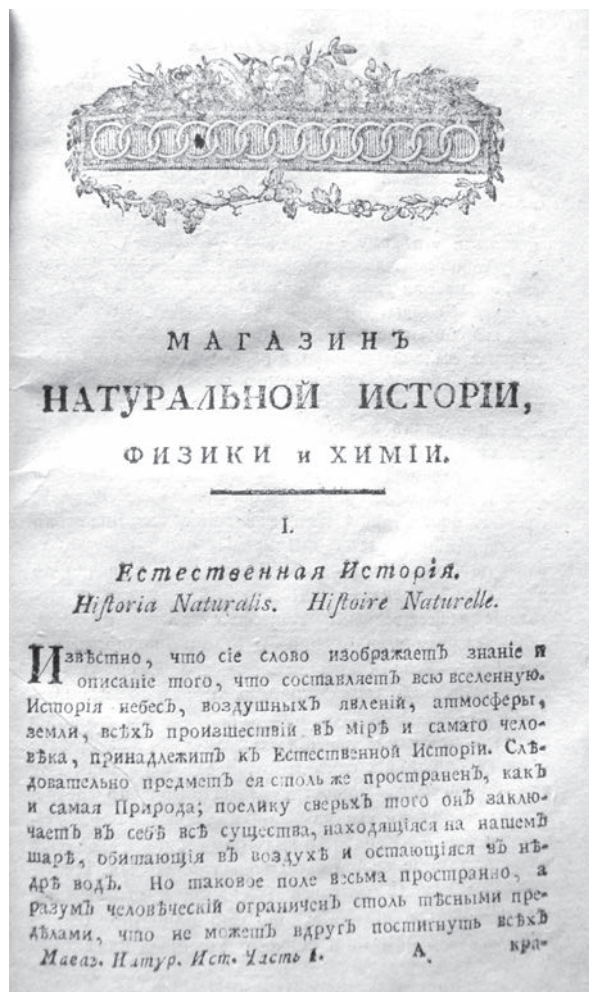 МАГАЗИНЪ
НАТУРАЛЬНОЙ ИСТОРІИ,
ФИЗИКИ и ХИМІИ.
I.
Естественная Исторія.
Hiſtoria Naturalis. Hiſtoire Naturelle.
Извѣстно, что сіе слово изображаетъ знаніе и
описаніе того, что составляетъ всю вселенную.
Исторія небесъ, воздушныхъ явленій, атмосферы,
земли, всѣхъ произшествій въ мірѣ и самаго чело-
вѣка, принадлежитъ къ Естественной Исторіи. Слѣ-
довательно предметъ ея столь же пространенъ, какъ
и самая Природа; поелику сверьхъ того онъ заклю-
чаетъ въ себѣ всѣ существа, находящіяся на нашемъ
шарѣ, обитающія въ воздухѣ и остающіяся въ нѣ-
дрѣ водъ. Но таковое поле весьма пространно, а
разумъ человѣческій ограниченъ столь тѣсными пре-
дѣлами, что не можетъ вдругъ постигнуть всѣхъ
Магаз. Натур. Ист. Часть I. А кра-